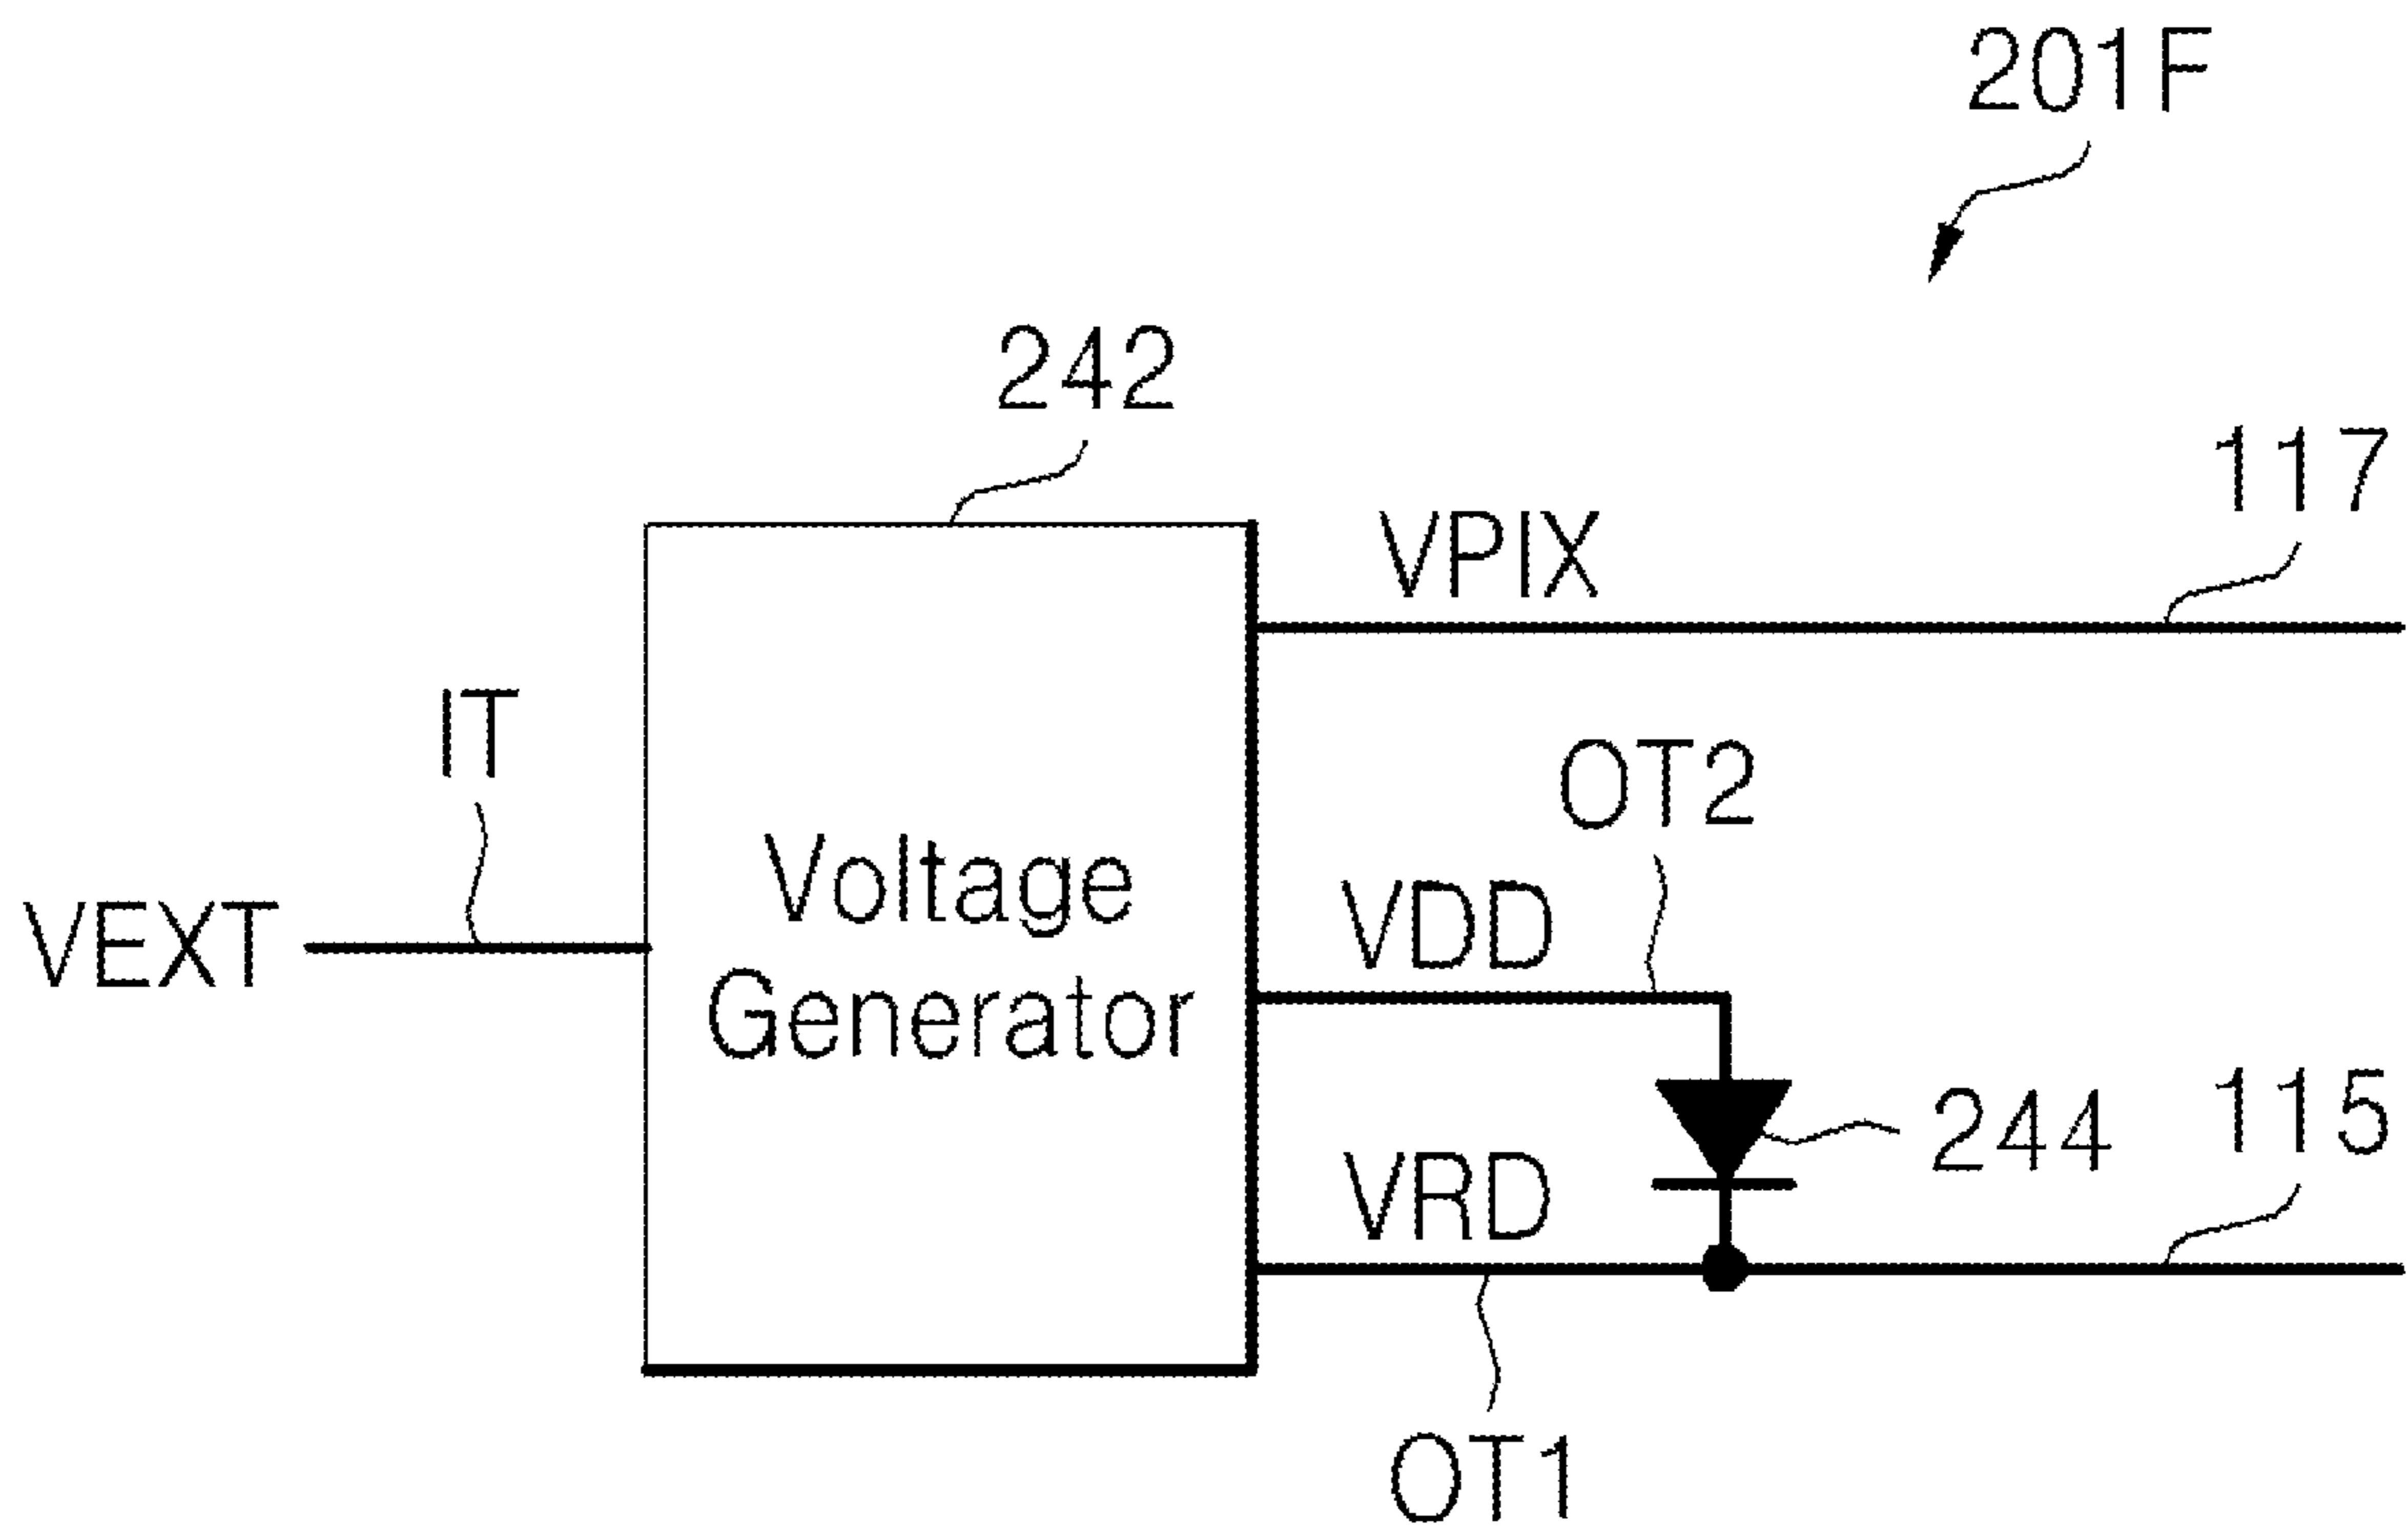 201F
242
117
VPIX
IT
OT2
Voltage
Generator
VEXT
VDD
115
244
VRD
OT1